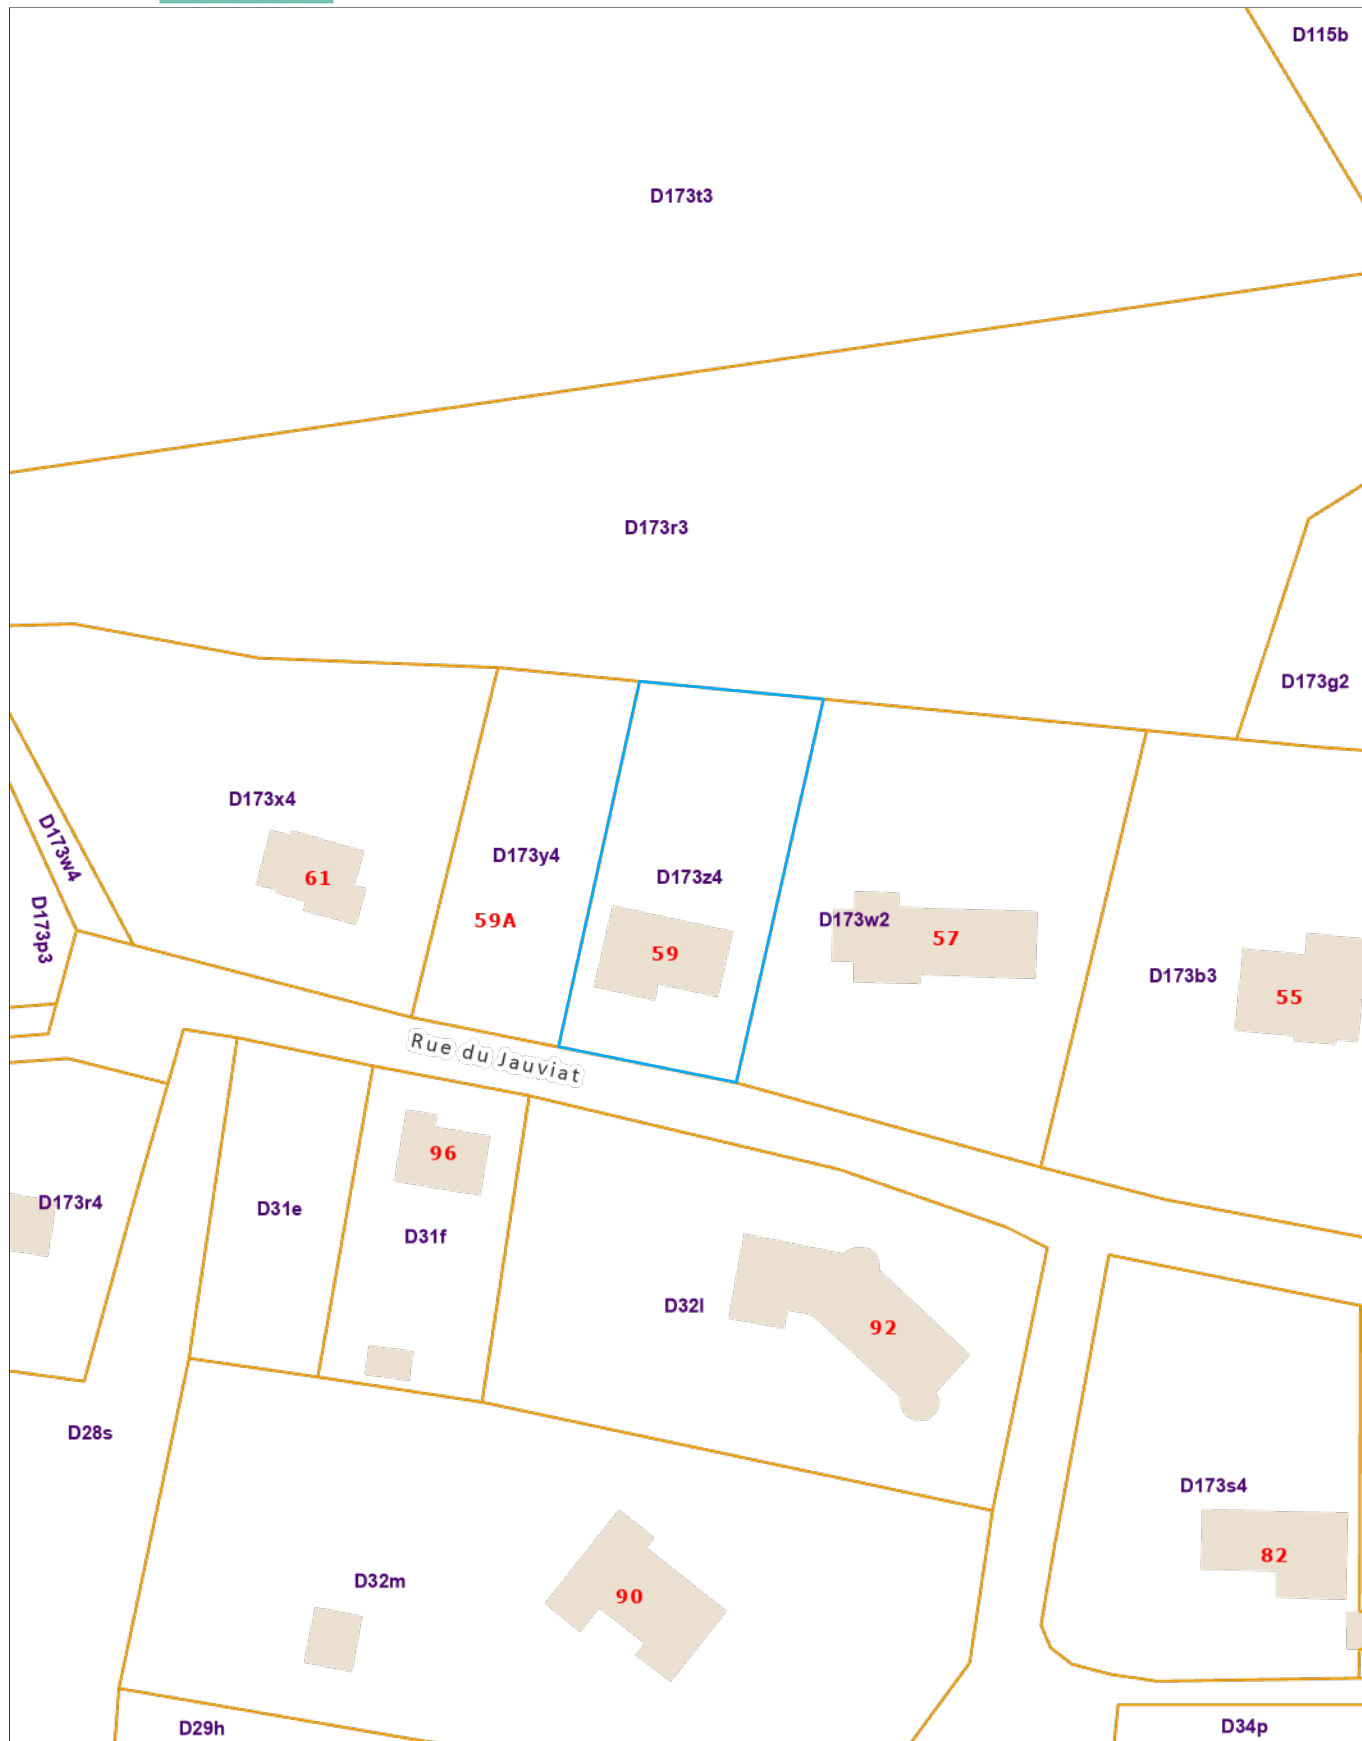 D115b
D173t3
D173r3
D173g2
D173x4
D173w4
D173y4
D173z4
61
D173p3
59A
D173w2
59
57
D173b3
55
Rue du Jauviat
96
D173r4
D31e
D31f
D32l
92
D28s
D173s4
82
D32m
90
D29h
D34p